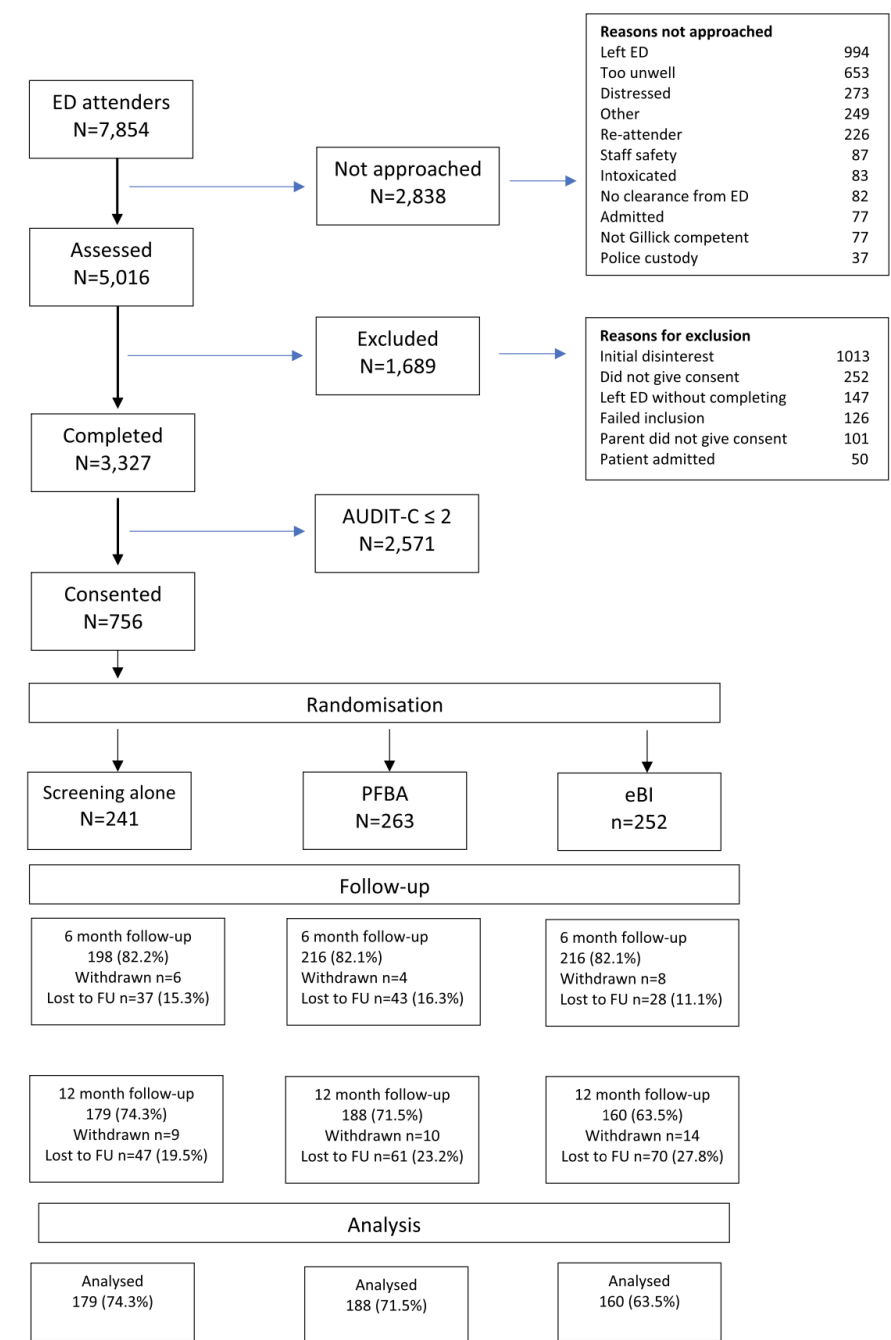 ED attenders
N=7,854
Not approached
N=2,838
Reasons not approached
Left ED 994
Too unwell 653
Distressed 273
Other 249
Re-attender 226
Staff safety 87
Intoxicated 83
No clearance from ED 82
Admitted 77
Not Gillick competent 77
Police custody 37
Assessed
N=5,016
Excluded
N=1,689
Reasons for exclusion
Initial disinterest 1013
Did not give consent 252
Left ED without completing 147
Failed inclusion 126
Parent did not give consent 101
Patient admitted 50
Completed
N=3,327
AUDIT-C ≤ 2
N=2,571
Consented
N=756
Randomisation
Screening alone
N=241
PFBA
N=263
eBI
n=252
Follow-up
6 month follow-up
198 (82.2%)
Withdrawn n=6
Lost to FU n=37 (15.3%)
6 month follow-up
216 (82.1%)
Withdrawn n=4
Lost to FU n=43 (16.3%)
6 month follow-up
216 (82.1%)
Withdrawn n=8
Lost to FU n=28 (11.1%)
12 month follow-up
179 (74.3%)
Withdrawn n=9
Lost to FU n=47 (19.5%)
12 month follow-up
188 (71.5%)
Withdrawn n=10
Lost to FU n=61 (23.2%)
12 month follow-up
160 (63.5%)
Withdrawn n=14
Lost to FU n=70 (27.8%)
Analysis
Analysed
179 (74.3%)
Analysed
188 (71.5%)
Analysed
160 (63.5%)